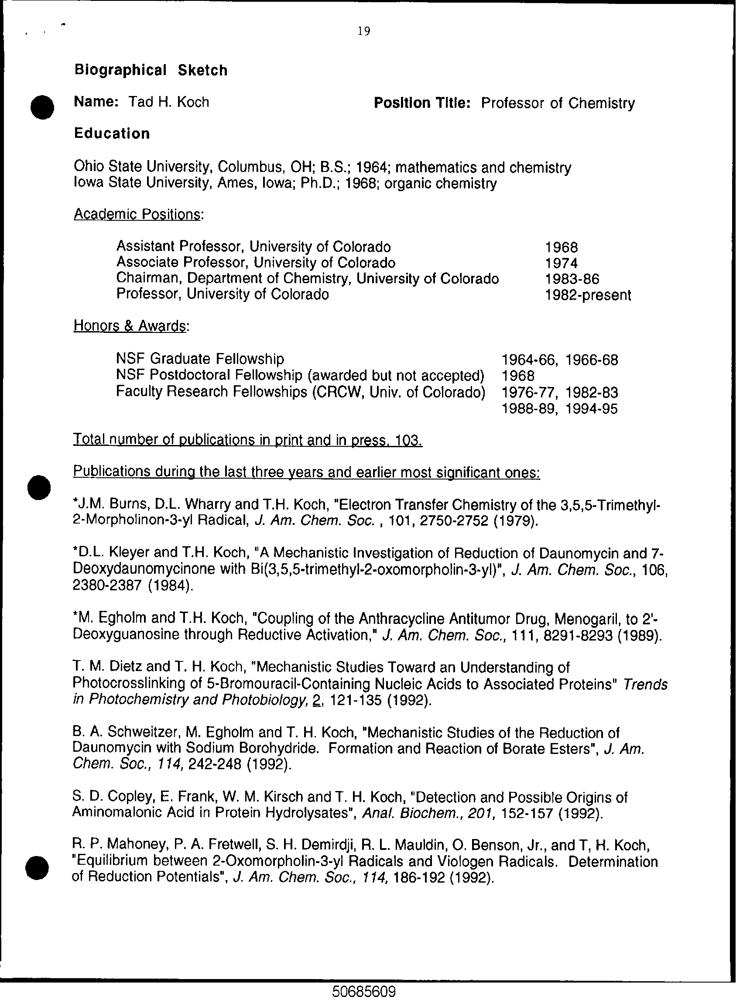 19
Biographical Sketch
Name: Tad H. Koch Position Title: Professor of Chemistry
Education
Ohio State University, Columbus, OH; B.S.; 1964; mathematics and chemistry
Iowa State University, Ames, Iowa; Ph.D.; 1968; organic chemistry
Academic Positions:
Assistant Professor, University of Colorado 1968
Associate Professor, University of Colorado 1974
Chairman, Department of Chemistry, University of Colorado 1983-86
Professor, University of Colorado 1982-present
Honors & Awards:
NSF Graduate Fellowship 1964-66, 1966-68
NSF Postdoctoral Fellowship (awarded but not accepted) 1968
Faculty Research Fellowships (CRCW, Univ. of Colorado) 1976-77, 1982-83
1988-89, 1994-95
Total number of publications in print and in press. 103.
Publications during the last three years and earlier most significant ones:
*J.M. Burns, D.L. Wharry and T.H. Koch, "Electron Transfer Chemistry of the 3,5,5-Trimethyl-
2-Morpholinon-3-yl Radical, J. Am. Chem. Soc. , 101, 2750-2752 (1979).
*D.L. Kleyer and T.H. Koch, "A Mechanistic Investigation of Reduction of Daunomycin and 7-
Deoxydaunomycinone with Bi(3,5,5-trimethyl-2-oxomorpholin-3-yl)", J. Am. Chem. Soc., 106,
2380-2387 (1984).
*M. Egholm and T.H. Koch, "Coupling of the Anthracycline Antitumor Drug, Menogaril, to 2'-
Deoxyguanosine through Reductive Activation," J. Am. Chem. Soc., 111, 8291-8293 (1989).
T. M. Dietz and T. H. Koch, "Mechanistic Studies Toward an Understanding of
Photocrosslinking of 5-Bromouracil-Containing Nucleic Acids to Associated Proteins" Trends
in Photochemistry and Photobiology, 2, 121-135 (1992).
B. A. Schweitzer, M. Egholm and T. H. Koch, "Mechanistic Studies of the Reduction of
Daunomycin with Sodium Borohydride. Formation and Reaction of Borate Esters", J. Am.
Chem. Soc., 114, 242-248 (1992).
S. D. Copley, E. Frank, W. M. Kirsch and T. H. Koch, "Detection and Possible Origins of
Aminomalonic Acid in Protein Hydrolysates", Anal. Biochem., 201, 152-157 (1992).
R. P. Mahoney, P. A. Fretwell, S. H. Demirdji, R. L. Mauldin, O. Benson, Jr., and T, H. Koch,
"Equilibrium between 2-Oxomorpholin-3-yl Radicals and Viologen Radicals. Determination
of Reduction Potentials", J. Am. Chem. Soc., 114, 186-192 (1992).
50685609